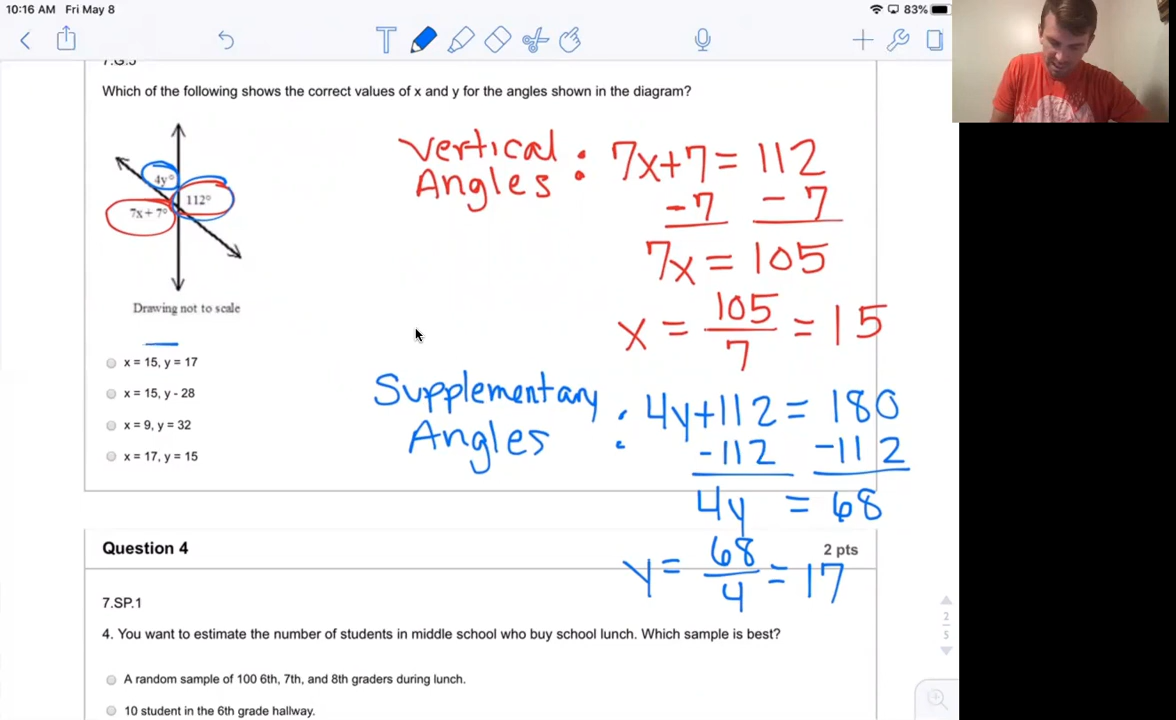 10:16 AM Fri May 8
83%
7.G.5
Which of the following shows the correct values of x and y for the angles shown in the diagram?
4y°
112°
7x + 7°
Drawing not to scale
x = 15, y = 17
x = 15, y - 28
x = 9, y = 32
x = 17, y = 15
Vertical Angles : 7x+7 = 112
-7 -7
7x = 105
x = 105/7 = 15
Supplementary Angles : 4y+112 = 180
-112 -112
4y = 68
y = 68/4 = 17
Question 4
2 pts
7.SP.1
4. You want to estimate the number of students in middle school who buy school lunch. Which sample is best?
A random sample of 100 6th, 7th, and 8th graders during lunch.
10 student in the 6th grade hallway.
2
5